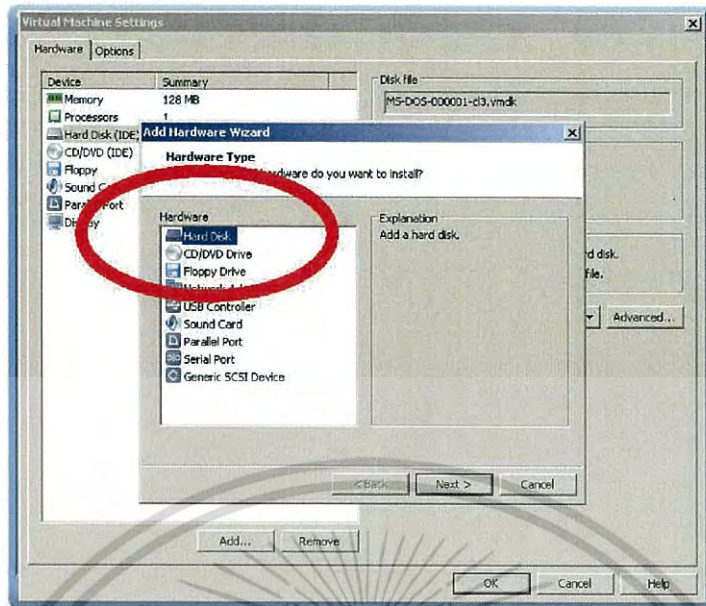 Virtual Machine Settings
Hardware Options
Device Summary
Memory 128 MB
Processors 1
Hard Disk (IDE)
CD/DVD (IDE)
Floppy
Sound
Port
Disk file
MS-DOS-000001-cl3.vmdk
Add Hardware Wizard
Hardware Type
hardware do you want to install?
Hardware
Hard Disk
CD/DVD Drive
Floppy Drive
USB Controller
Sound Card
Parallel Port
Serial Port
Generic SCSI Device
Explanation
Add a hard disk.
disk.
file.
Advanced...
< Back Next > Cancel
Add... Remove
OK Cancel Help